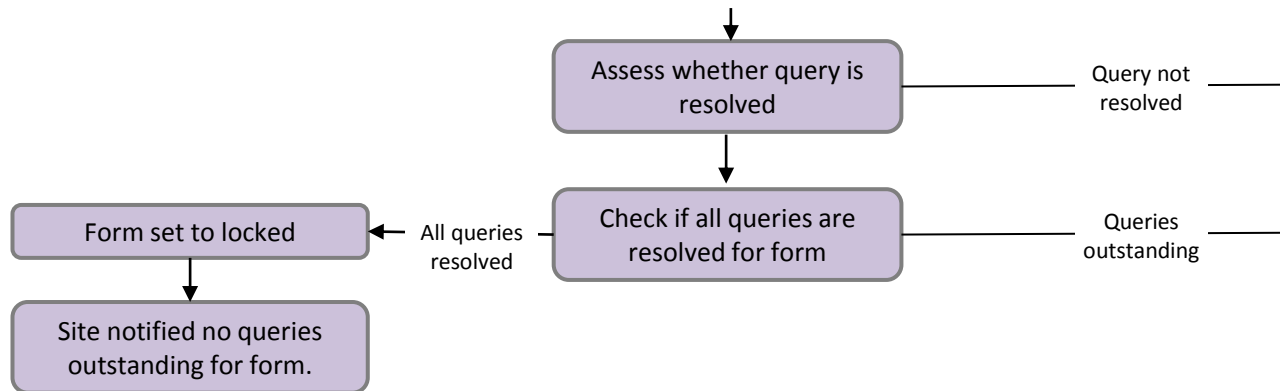 Assess whether query is
resolved
Query not
resolved
Check if all queries are
resolved for form
Queries
outstanding
All queries
resolved
Form set to locked
Site notified no queries
outstanding for form.